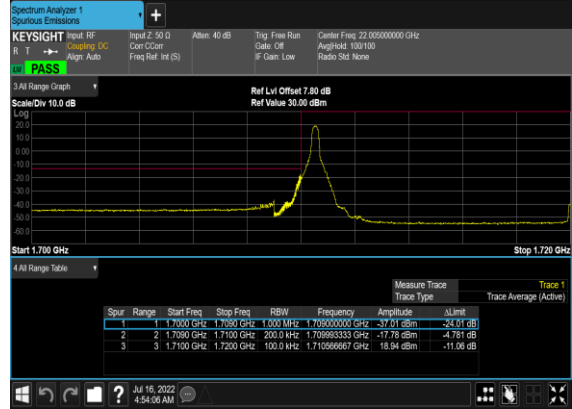 Spectrum Analyzer 1
Spurious Emissions
KEYSIGHT Input: RF Input Z: 50 Ω Atten: 40 dB Trig: Free Run Center Freq: 22.005000000 GHz
R T Coupling: DC Corr CCorr Gate: Off Avg|Hold: 100/100
Align: Auto Freq Ref: Int (S) IF Gain: Low Radio Std: None
PASS
3 All Range Graph Ref Lvl Offset 7.80 dB
Scale/Div 10.0 dB Ref Value 30.00 dBm
Log
20.0
10.0
0.00
-10.0
-20.0
-30.0
-40.0
-50.0
-60.0
Start 1.700 GHz Stop 1.720 GHz
4 All Range Table
Measure Trace Trace 1
Trace Type Trace Average (Active)
Spur Range Start Freq Stop Freq RBW Frequency Amplitude ΔLimit
1 1 1.7000 GHz 1.7090 GHz 1.000 MHz 1.709000000 GHz -37.01 dBm -24.01 dB
2 2 1.7090 GHz 1.7100 GHz 200.0 kHz 1.709993333 GHz -17.78 dBm -4.781 dB
3 3 1.7100 GHz 1.7200 GHz 100.0 kHz 1.710566667 GHz 18.94 dBm -11.06 dB
? Jul 16, 2022
4:54:06 AM